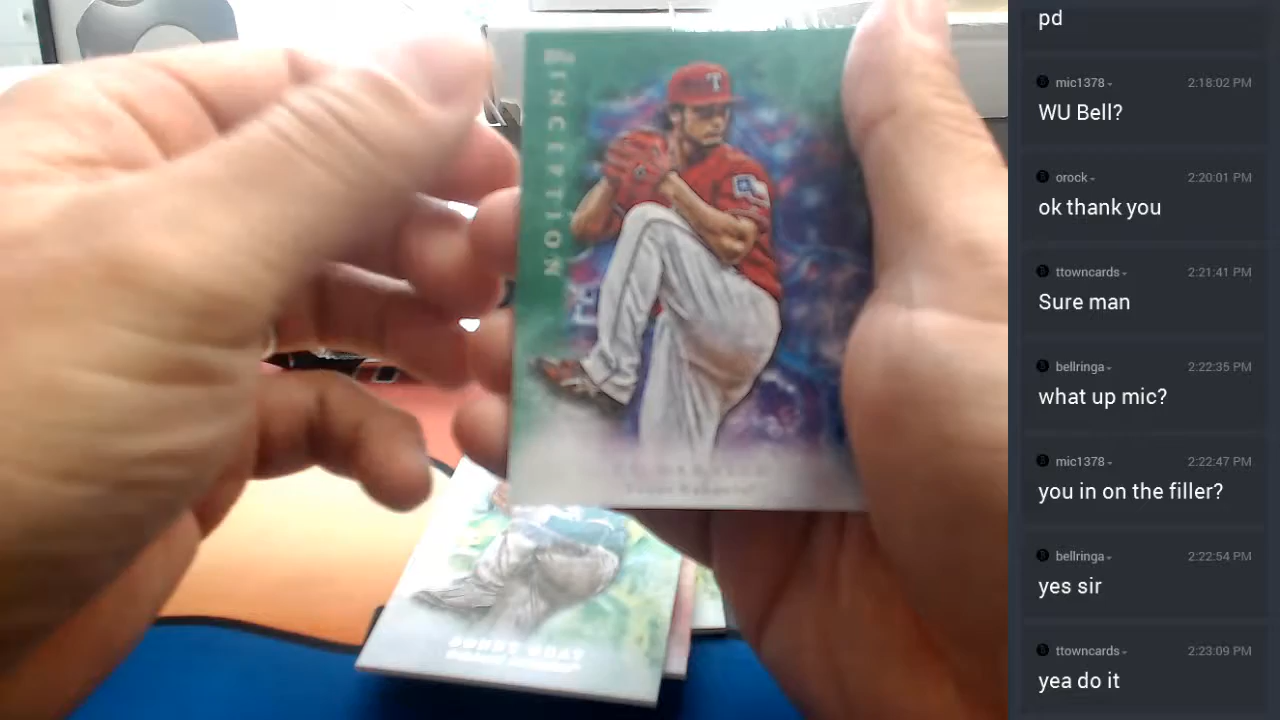 INCEPTION
T
SONNY GRAY
pd
mic1378
2:18:02 PM
WU Bell?
orock
2:20:01 PM
ok thank you
ttowncards
2:21:41 PM
Sure man
bellringa
2:22:35 PM
what up mic?
mic1378
2:22:47 PM
you in on the filler?
bellringa
2:22:54 PM
yes sir
ttowncards
2:23:09 PM
yea do it